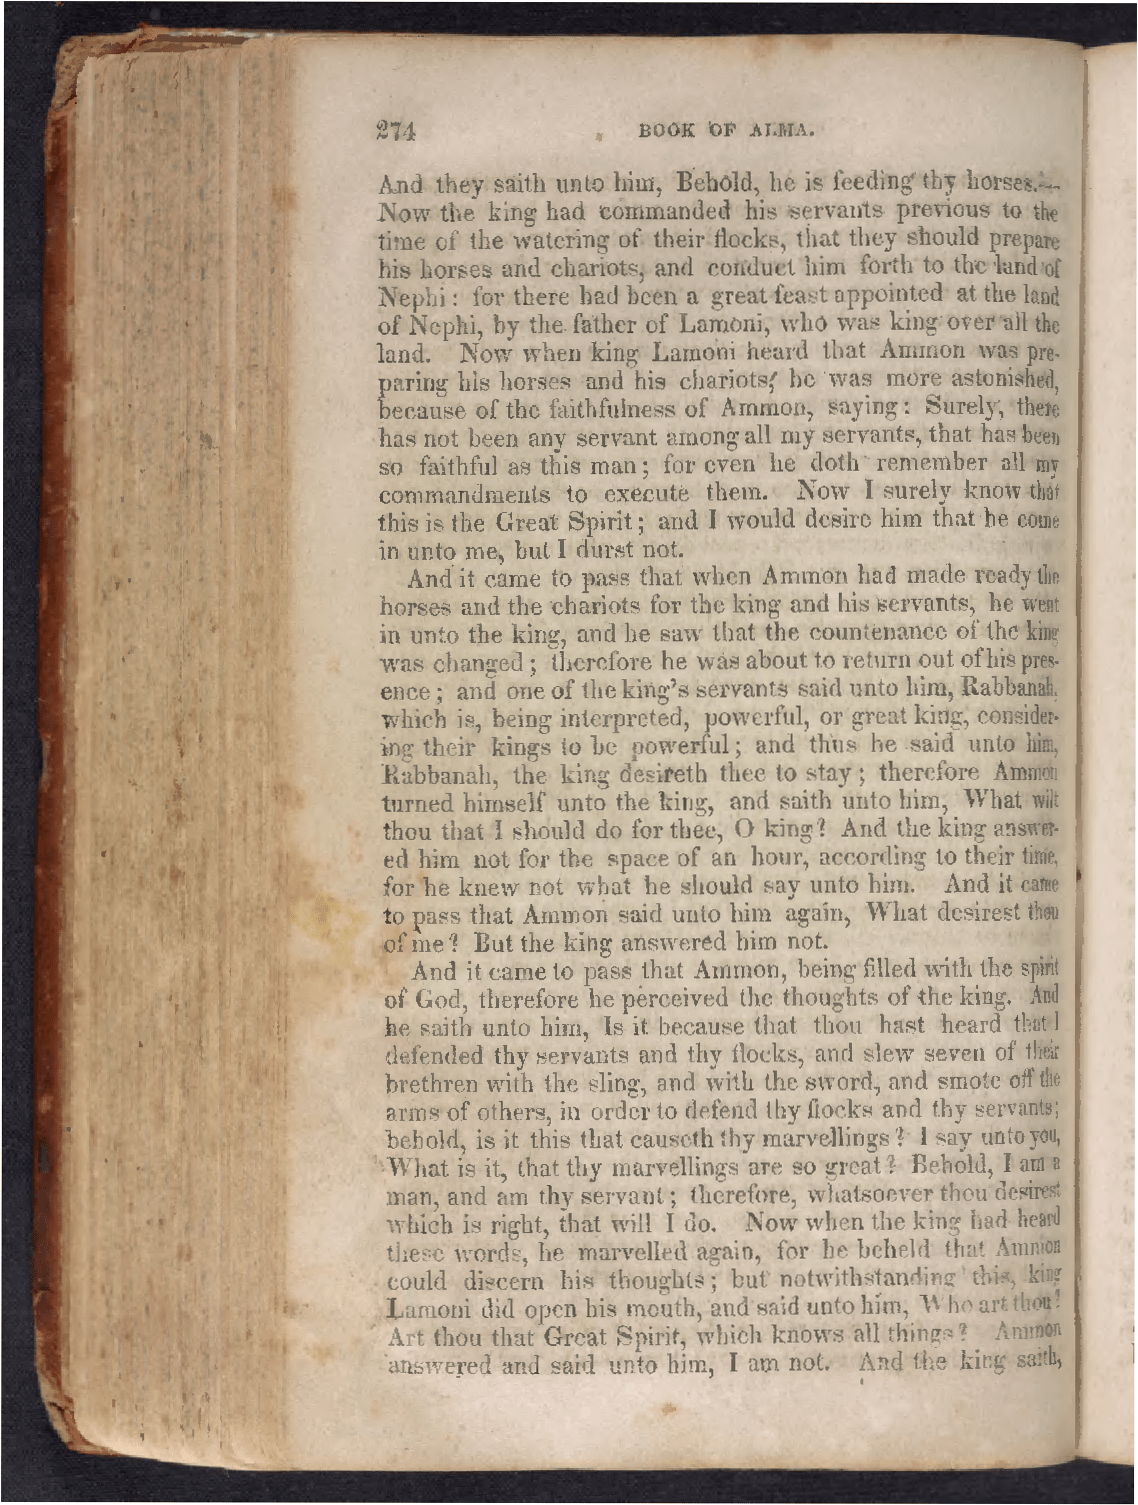 274 BOOK OF ALMA.
And they saith unto him, Behold, he is feeding thy horses.—
Now the king had commanded his servants previous to the
time of the watering of their flocks, that they should prepare
his horses and chariots, and conduct him forth to the land of
Nephi: for there had been a great feast appointed at the land
of Nephi, by the father of Lamoni, who was king over all the
land. Now when king Lamoni heard that Ammon was pre-
paring his horses and his chariots, he was more astonished,
because of the faithfulness of Ammon, saying: Surely, there
has not been any servant among all my servants, that has been
so faithful as this man; for even he doth remember all my
commandments to execute them. Now I surely know that
this is the Great Spirit; and I would desire him that he come
in unto me, but I durst not.
And it came to pass that when Ammon had made ready the
horses and the chariots for the king and his servants, he went
in unto the king, and he saw that the countenance of the king
was changed; therefore he was about to return out of his pres-
ence; and one of the king's servants said unto him, Rabbanah,
which is, being interpreted, powerful, or great king, consider-
ing their kings to be powerful; and thus he said unto him,
Rabbanah, the king desireth thee to stay; therefore Ammon
turned himself unto the king, and saith unto him, What wilt
thou that I should do for thee, O king? And the king answer-
ed him not for the space of an hour, according to their time,
for he knew not what he should say unto him. And it came
to pass that Ammon said unto him again, What desirest thou
of me? But the king answered him not.
And it came to pass that Ammon, being filled with the spirit
of God, therefore he perceived the thoughts of the king. And
he saith unto him, Is it because that thou hast heard that I
defended thy servants and thy flocks, and slew seven of their
brethren with the sling, and with the sword, and smote off the
arms of others, in order to defend thy flocks and thy servants;
behold, is it this that causeth thy marvellings? I say unto you,
What is it, that thy marvellings are so great? Behold, I am a
man, and am thy servant; therefore, whatsoever thou desirest
which is right, that will I do. Now when the king had heard
these words, he marvelled again, for he beheld that Ammon
could discern his thoughts; but notwithstanding this, king
Lamoni did open his mouth, and said unto him, Who art thou?
Art thou that Great Spirit, which knows all things? Ammon
answered and said unto him, I am not. And the king saith,